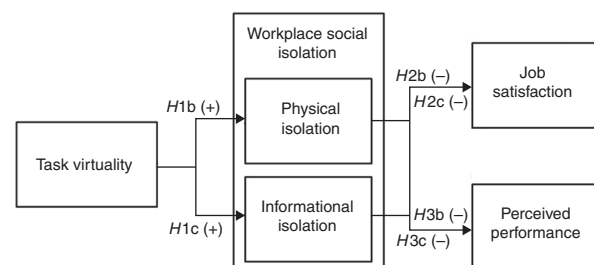 Workplace social
isolation
H1b (+)
Physical
isolation
H2b (–)
H2c (–)
Job
satisfaction
Task virtuality
H1c (+)
Informational
isolation
H3b (–)
H3c (–)
Perceived
performance